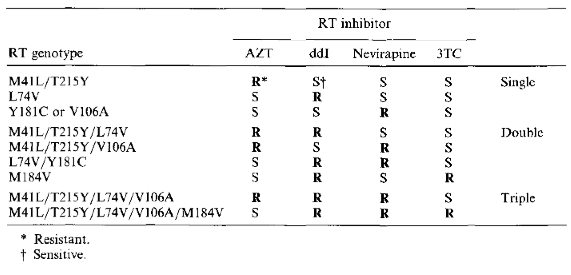 RT inhibitor
RT genotype AZT ddI Nevirapine 3TC
M41L/T215Y R* S† S S Single
L74V S R S S
Y181C or V106A S S R S
M41L/T215Y/L74V R R S S Double
M41L/T215Y/V106A R S R S
L74V/Y181C S R R S
M184V S R S R
M41L/T215Y/L74V/V106A R R R S Triple
M41L/T215Y/L74V/V106A/M184V S R R R
* Resistant.
† Sensitive.